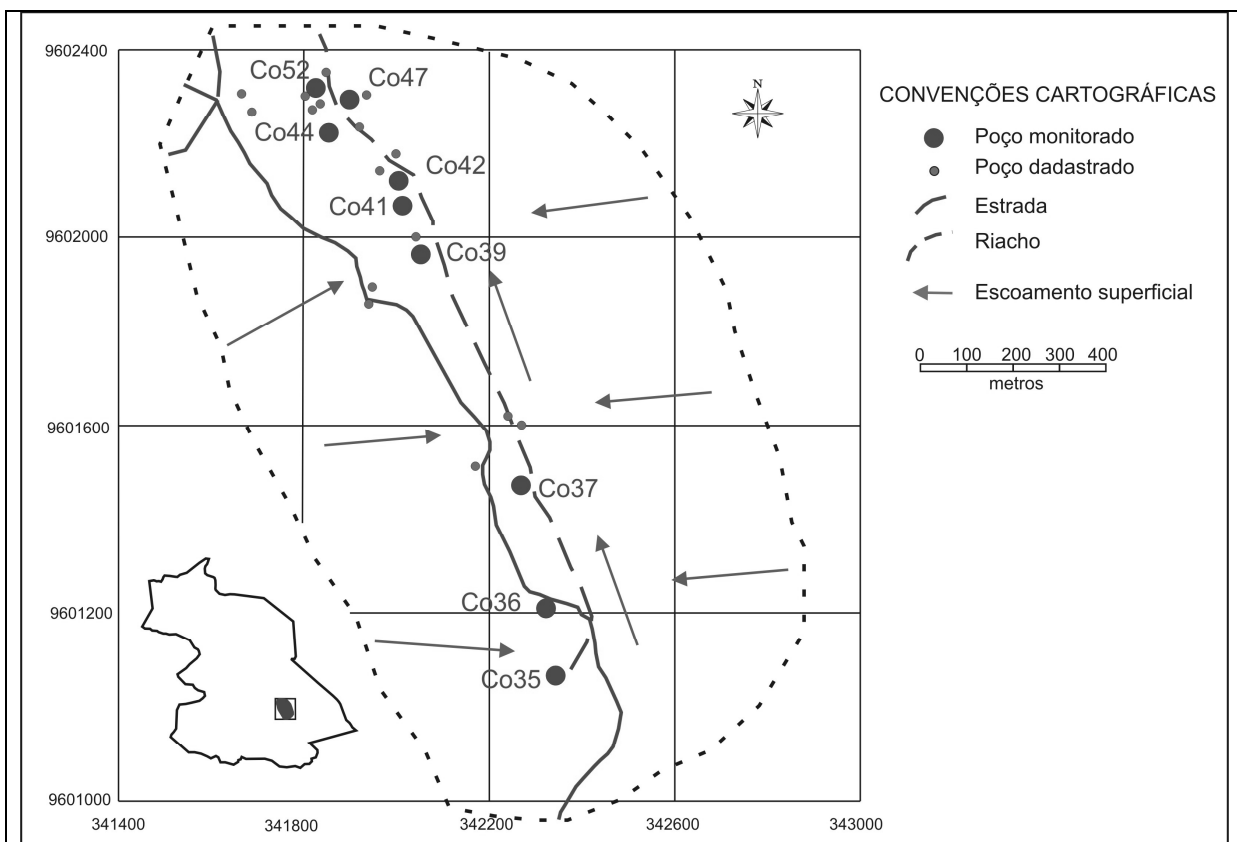 9602400
9602000
9601600
9601200
9601000
341400
341800
342200
342600
343000
Co52
Co47
Co44
Co42
Co41
Co39
Co37
Co36
Co35
N
CONVENÇÕES CARTOGRÁFICAS
Poço monitorado
Poço dadastrado
Estrada
Riacho
Escoamento superficial
0 100 200 300 400
metros